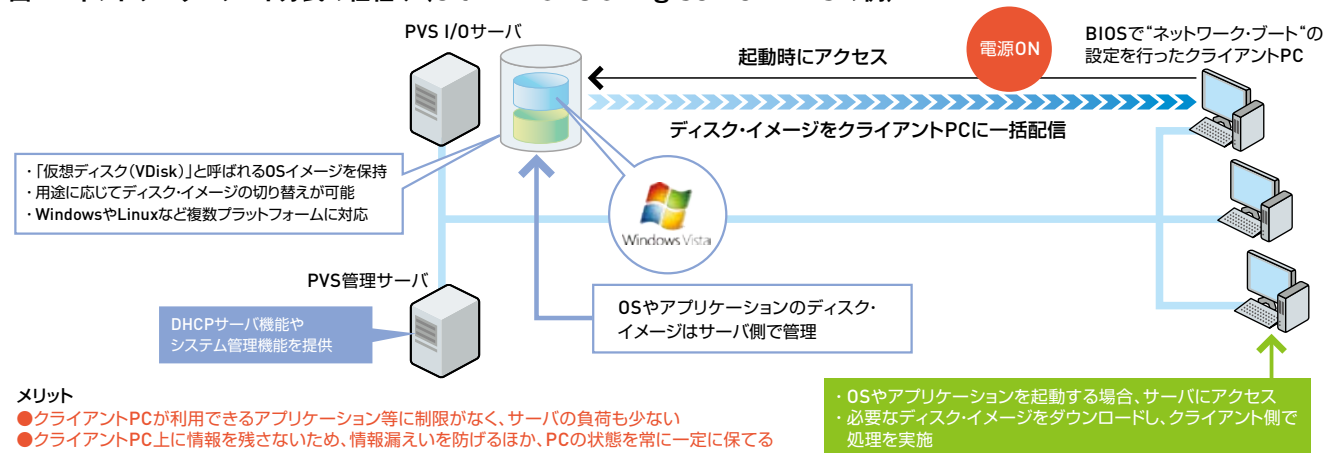 PVS I/Oサーバ
起動時にアクセス
電源ON
BIOSで“ネットワーク・ブート“の
設定を行ったクライアントPC
ディスク・イメージをクライアントPCに一括配信
・「仮想ディスク(VDisk)」と呼ばれるOSイメージを保持
・用途に応じてディスク・イメージの切り替えが可能
・WindowsやLinuxなど複数プラットフォームに対応
Windows Vista
PVS管理サーバ
DHCPサーバ機能や
システム管理機能を提供
OSやアプリケーションのディスク・
イメージはサーバ側で管理
・OSやアプリケーションを起動する場合、サーバにアクセス
・必要なディスク・イメージをダウンロードし、クライアント側で
処理を実施
メリット
●クライアントPCが利用できるアプリケーション等に制限がなく、サーバの負荷も少ない
●クライアントPC上に情報を残さないため、情報漏えいを防げるほか、PCの状態を常に一定に保てる